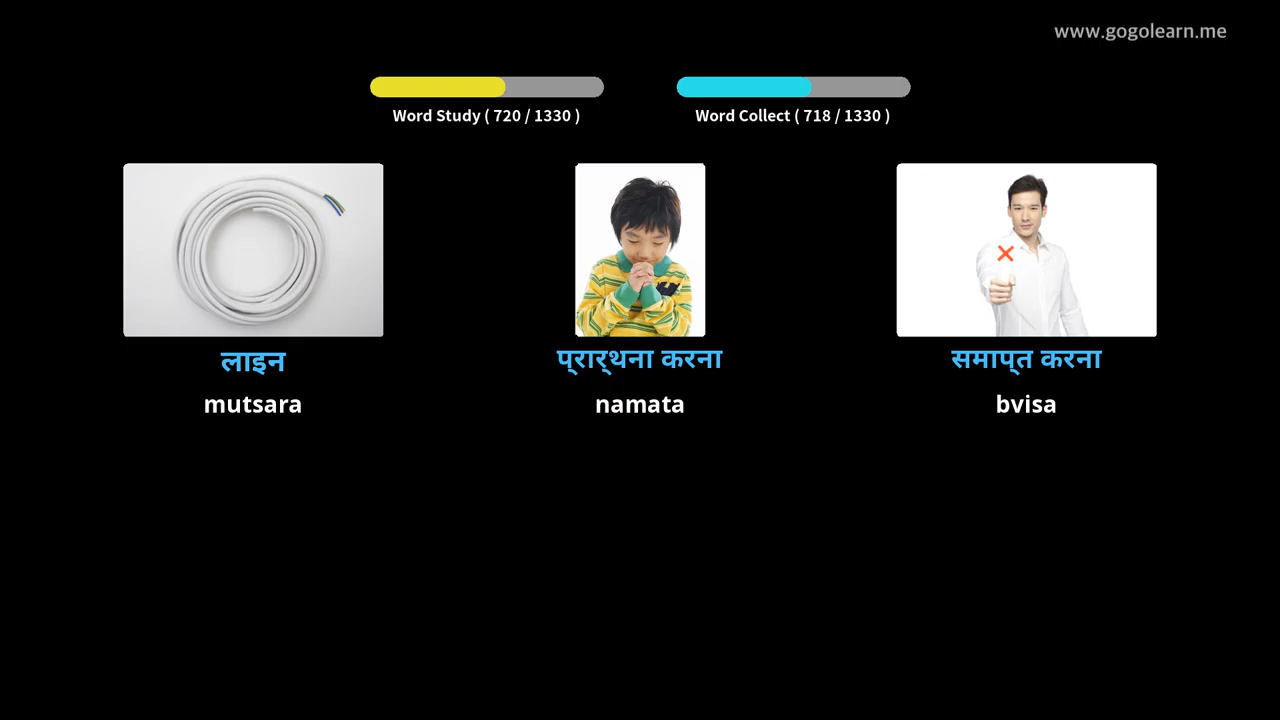 www.gogolearn.me
Word Study ( 720 / 1330 )
Word Collect ( 718 / 1330 )
लाइन
प्रार्थना करना
समाप्त करना
mutsara
namata
bvisa